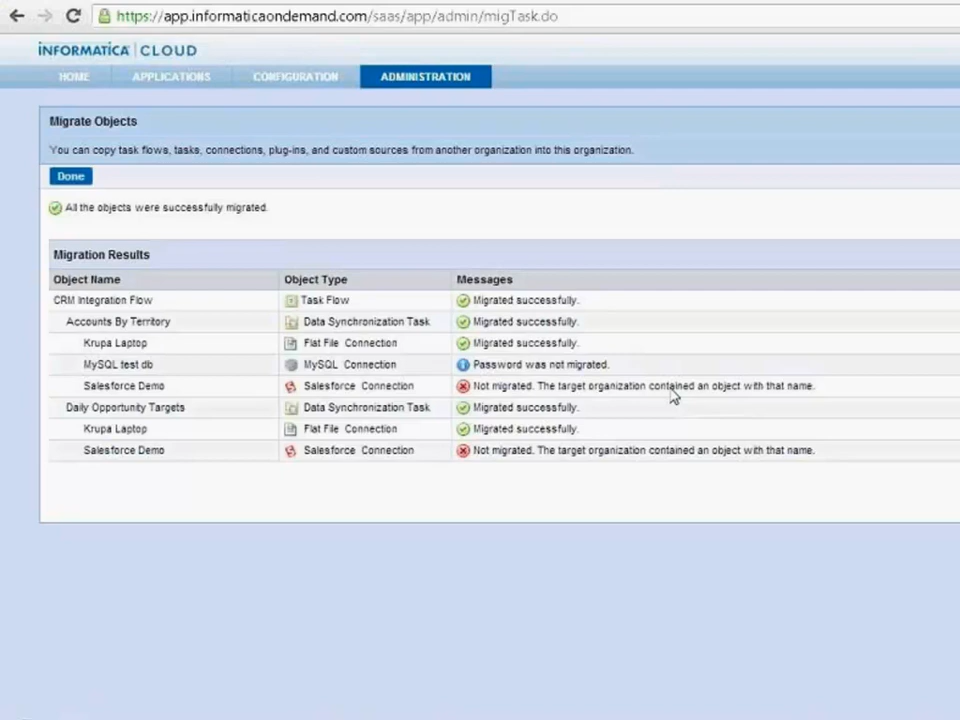 https://app.informaticaondemand.com/saas/app/admin/migTask.do
INFORMATICA | CLOUD
HOME APPLICATIONS CONFIGURATION ADMINISTRATION
Migrate Objects
You can copy task flows, tasks, connections, plug-ins, and custom sources from another organization into this organization.
Done
All the objects were successfully migrated.
Migration Results
Object Name Object Type Messages
CRM Integration Flow Task Flow Migrated successfully.
Accounts By Territory Data Synchronization Task Migrated successfully.
Krupa Laptop Flat File Connection Migrated successfully.
MySQL test db MySQL Connection Password was not migrated.
Salesforce Demo Salesforce Connection Not migrated. The target organization contained an object with that name.
Daily Opportunity Targets Data Synchronization Task Migrated successfully.
Krupa Laptop Flat File Connection Migrated successfully.
Salesforce Demo Salesforce Connection Not migrated. The target organization contained an object with that name.